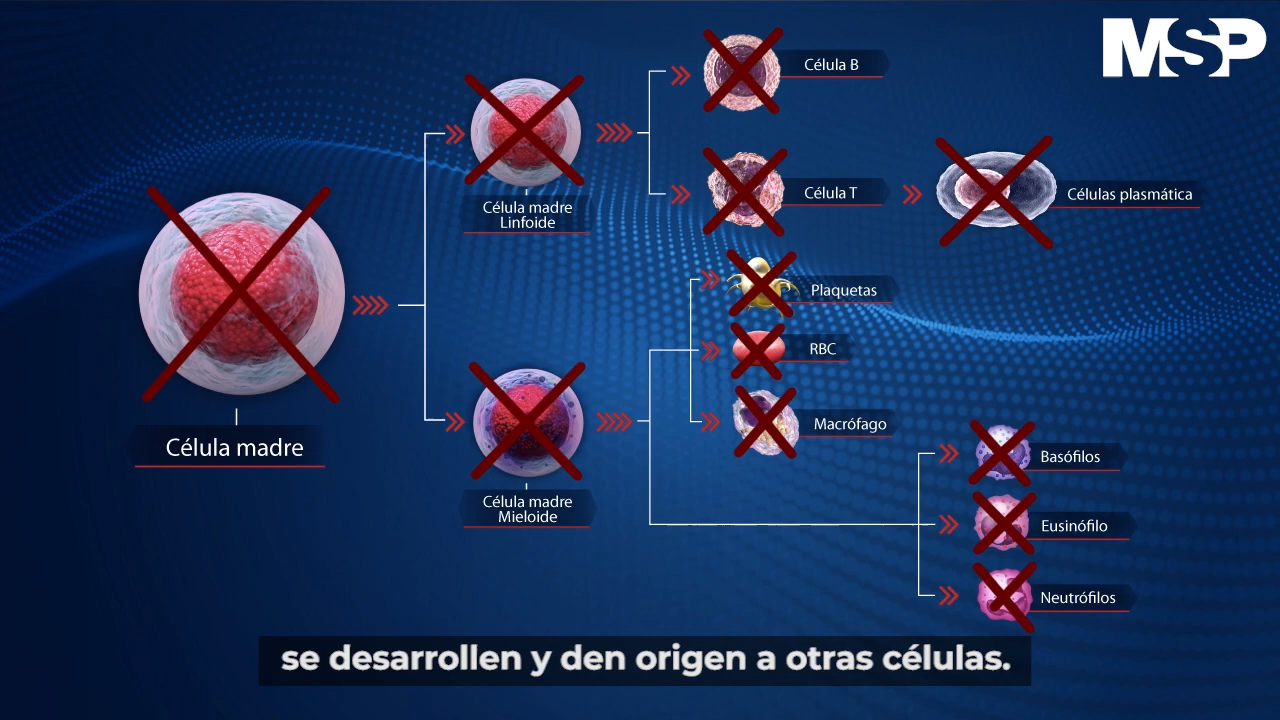 MSP
Célula B
Célula T
Células plasmática
Célula madre
Linfoide
Plaquetas
RBC
Macrófago
Célula madre
Célula madre
Mieloide
Basófilos
Eusinófilo
Neutrófilos
se desarrollen y den origen a otras células.